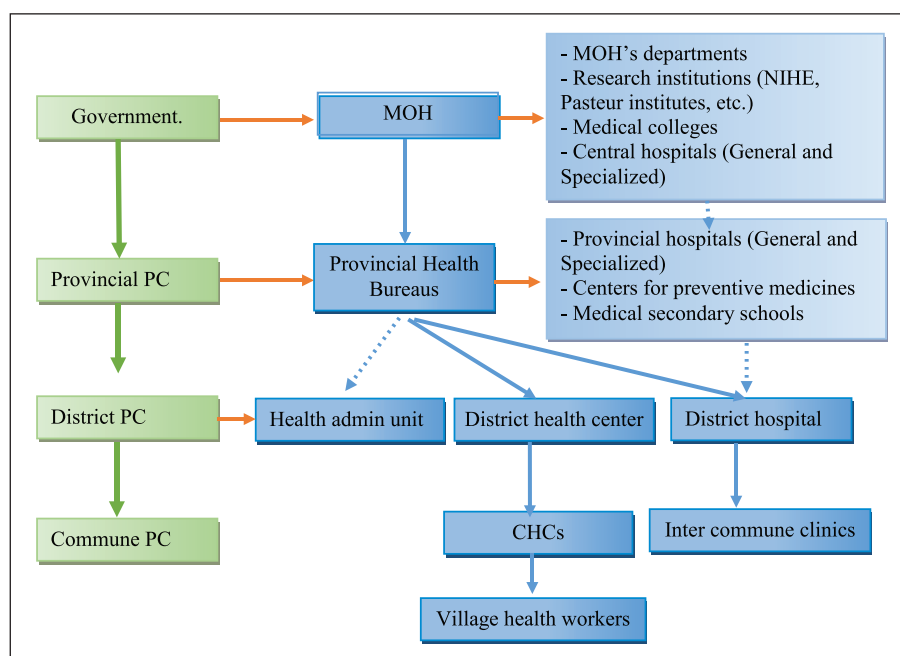 Government.
MOH
- MOH's departments
- Research institutions (NIHE,
Pasteur institutes, etc.)
- Medical colleges
- Central hospitals (General and
Specialized)
Provincial PC
Provincial Health
Bureaus
- Provincial hospitals (General and
Specialized)
- Centers for preventive medicines
- Medical secondary schools
District PC
Health admin unit
District health center
District hospital
Commune PC
CHCs
Inter commune clinics
Village health workers